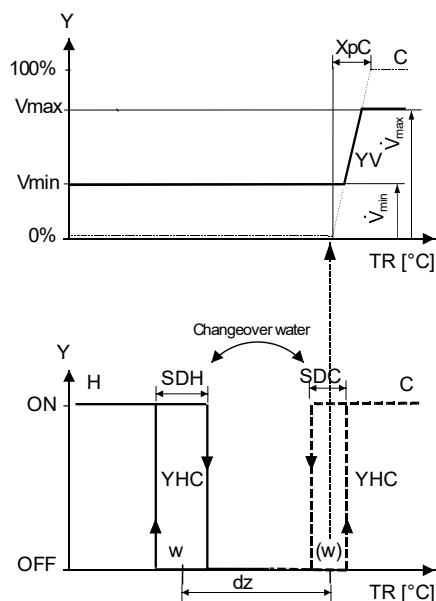 Y
XpC
100%
C
Vmax
YV
V̇max
Vmin
V̇min
0%
TR [°C]
Changeover water
Y
H
SDH
SDC
C
ON
YHC
YHC
w
(w)
OFF
dz
TR [°C]